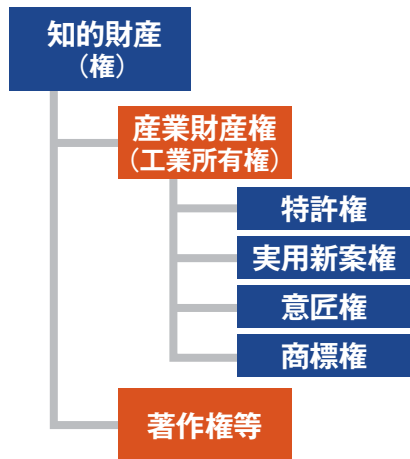 知的財産
（権）
産業財産権
（工業所有権）
特許権
実用新案権
意匠権
商標権
著作権等